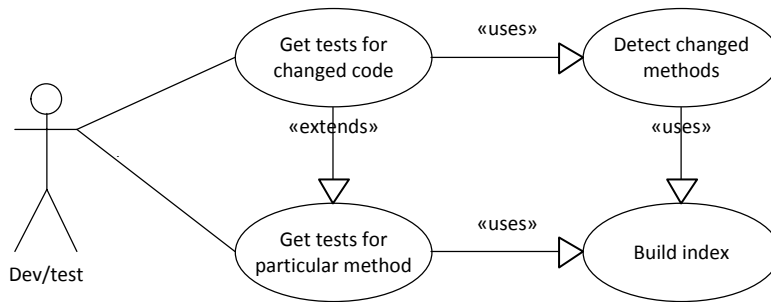 Get tests for
changed code
«uses»
Detect changed
methods
«extends»
«uses»
Get tests for
particular method
«uses»
Build index
Dev/test